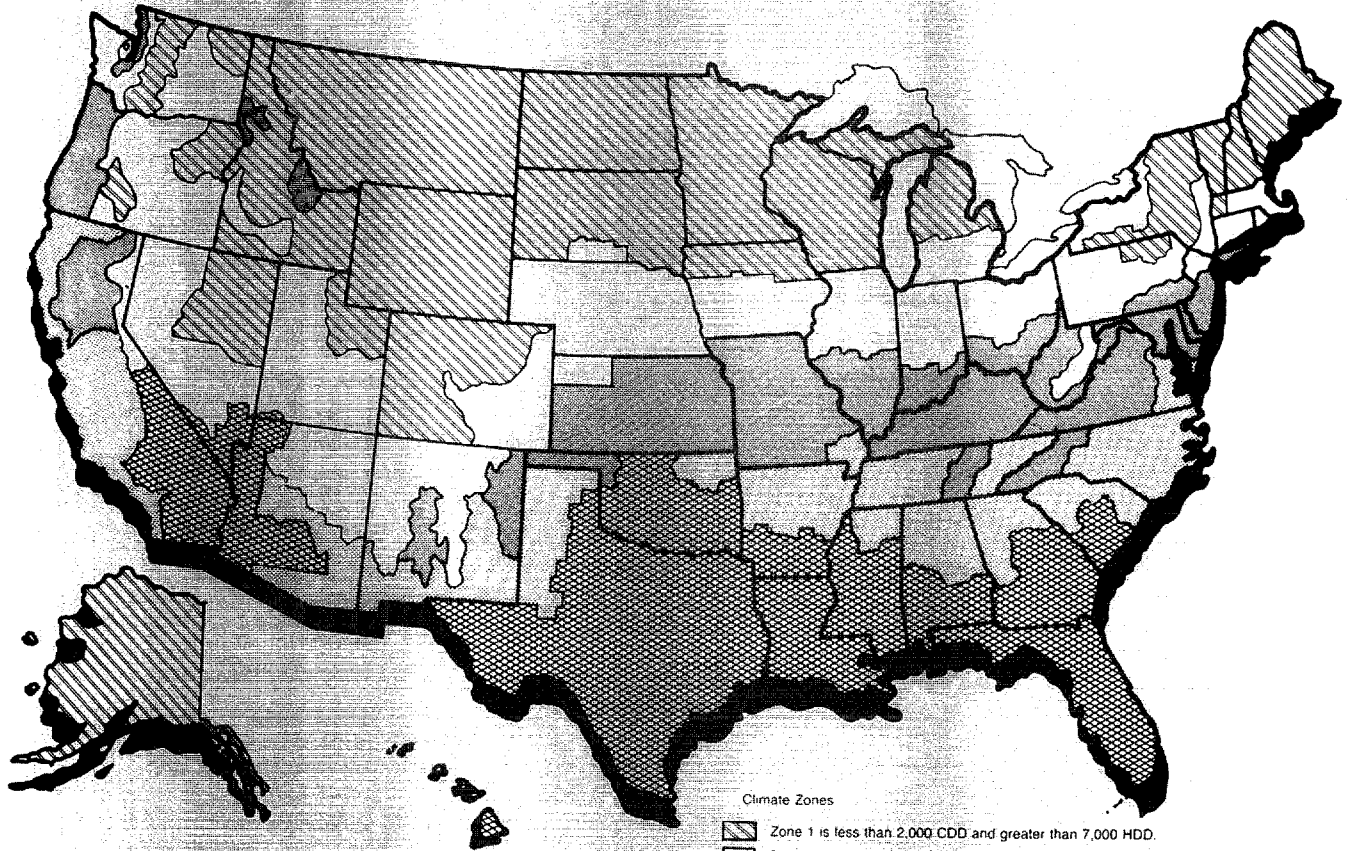 Climate Zones
Zone 1 is less than 2,000 CDD and greater than 7,000 HDD.